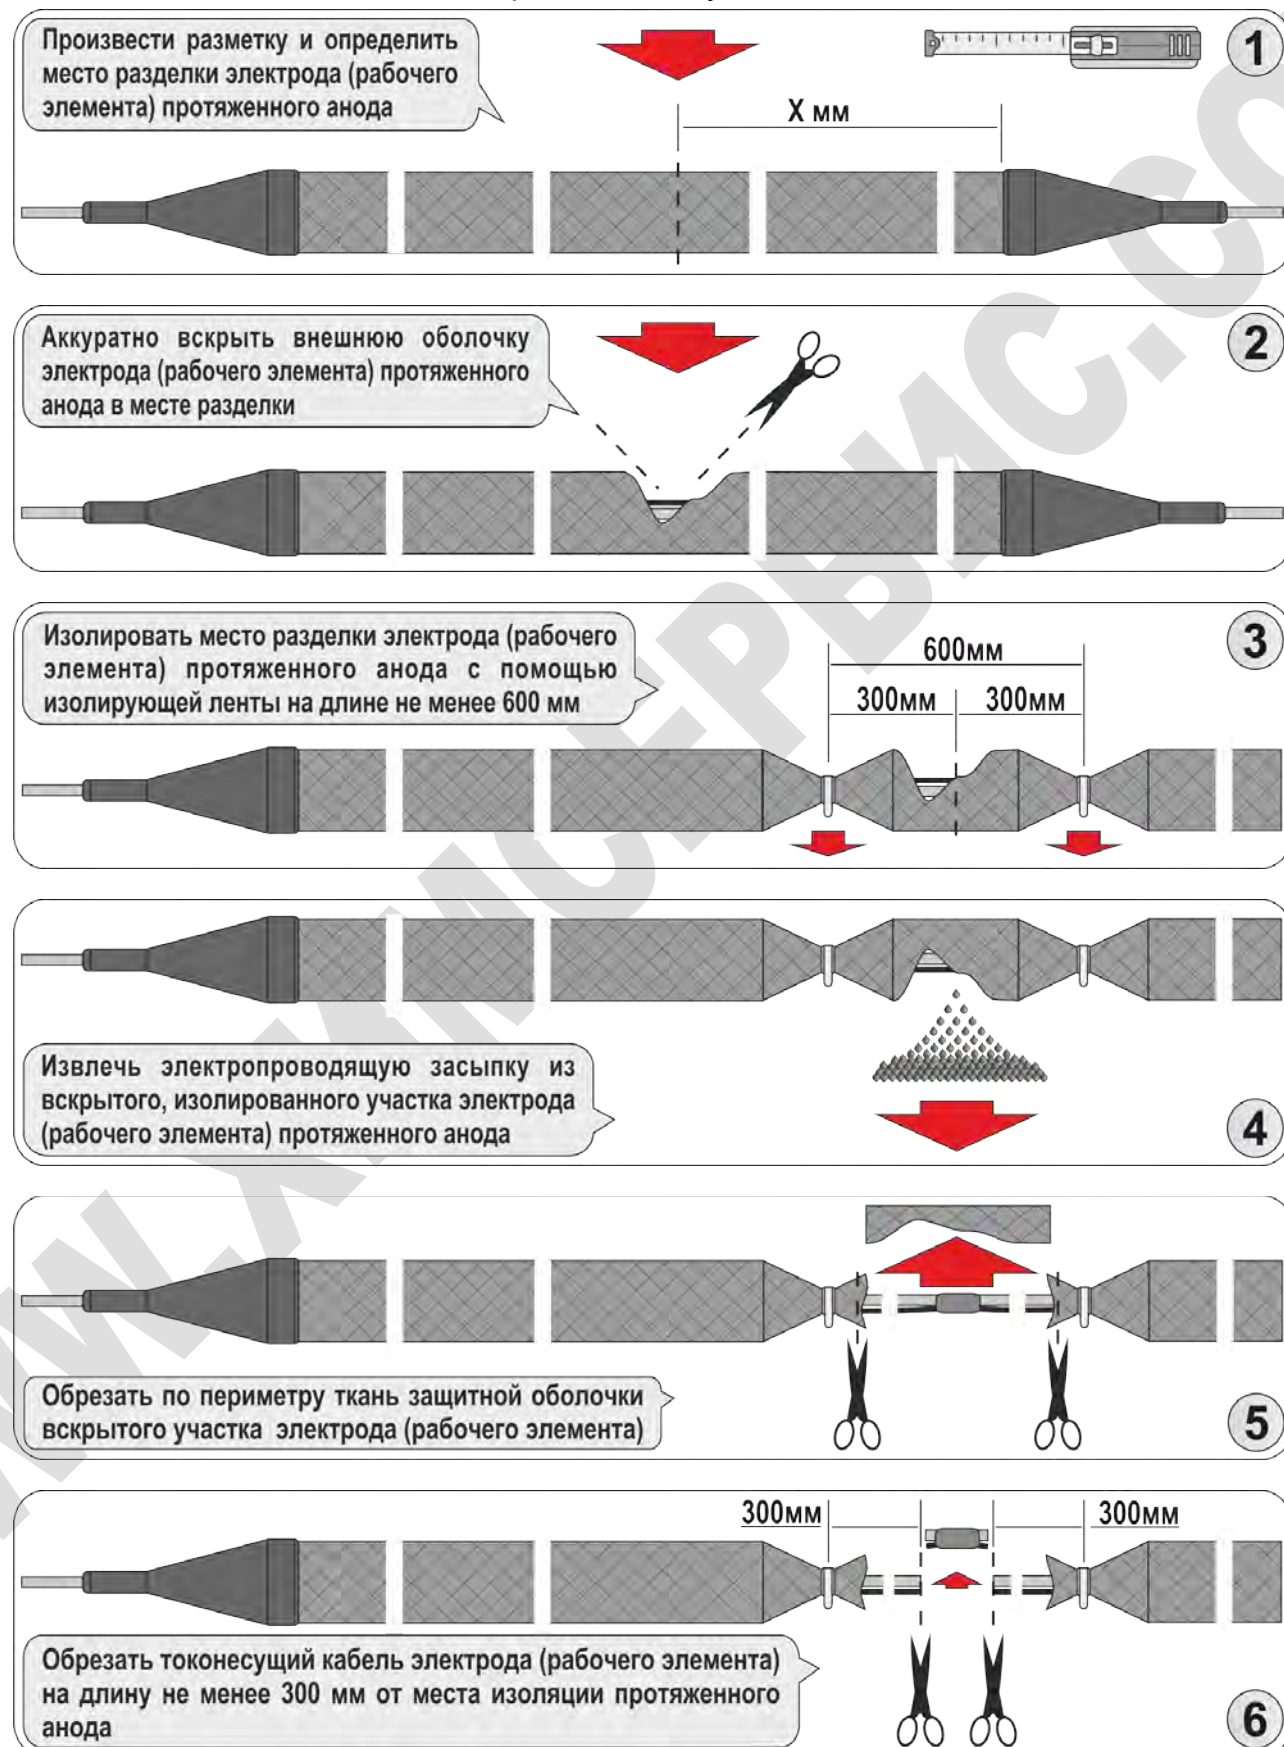 Произвести разметку и определить
место разделки электрода (рабочего
элемента) протяженного анода
1
X мм
Аккуратно вскрыть внешнюю оболочку
электрода (рабочего элемента) протяженного
анода в месте разделки
2
Изолировать место разделки электрода (рабочего
элемента) протяженного анода с помощью
изолирующей ленты на длине не менее 600 мм
3
600мм
300мм 300мм
Извлечь электропроводящую засыпку из
вскрытого, изолированного участка электрода
(рабочего элемента) протяженного анода
4
Обрезать по периметру ткань защитной оболочки
вскрытого участка электрода (рабочего элемента)
5
300мм 300мм
Обрезать токонесущий кабель электрода (рабочего элемента)
на длину не менее 300 мм от места изоляции протяженного
анода
6